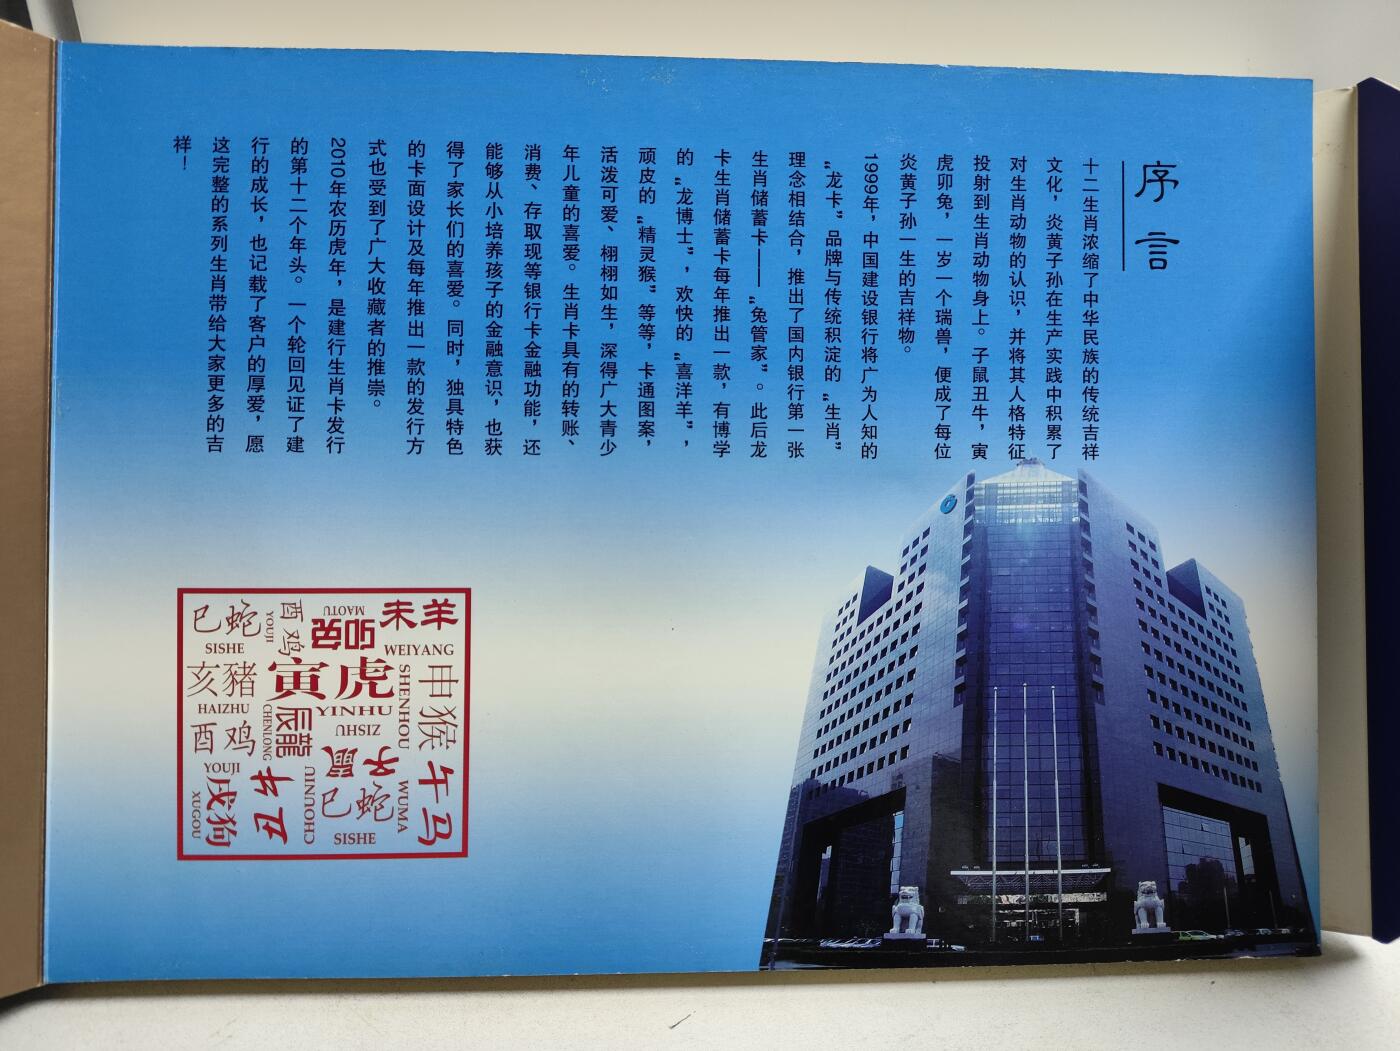 序言
十二生肖浓缩了中华民族的传统吉祥
文化，炎黄子孙在生产实践中积累了
对生肖动物的认识，并将其人格特征
投射到生肖动物身上。子鼠丑牛，寅
虎卯兔，一岁一个瑞兽，便成了每位
炎黄子孙一生的吉祥物。
1999年，中国建设银行将广为人知的
“龙卡”品牌与传统积淀的“生肖”
理念相结合，推出了国内银行第一张
生肖储蓄卡——“兔管家”。此后龙
卡生肖储蓄卡每年推出一款，有博学
的“龙博士”，欢快的“喜洋羊”，
顽皮的“精灵猴”等等，卡通图案，
活泼可爱、栩栩如生，深得广大青少
年儿童的喜爱。生肖卡具有的转账、
消费、存取现等银行卡金融功能，还
能够从小培养孩子的金融意识，也获
得了家长们的喜爱。同时，独具特色
的卡面设计及每年推出一款的发行方
式也受到了广大收藏者的推崇。
2010年农历虎年，是建行生肖卡发行
的第十二个年头。一个轮回见证了建
行的成长，也记载了客户的厚爱，愿
这完整的系列生肖带给大家更多的吉
祥！
巳蛇
SISHE
酉鸡
YOUJI
卯兔
MAOTU
未羊
WEIYANG
亥豬
HAIZHU
寅虎
YINHU
申猴
SHENHOU
酉鸡
YOUJI
辰龍
CHENLONG
子鼠
ZISHU
戌狗
XUGOU
丑牛
CHOUNIU
巳蛇
SISHE
午马
WUMA